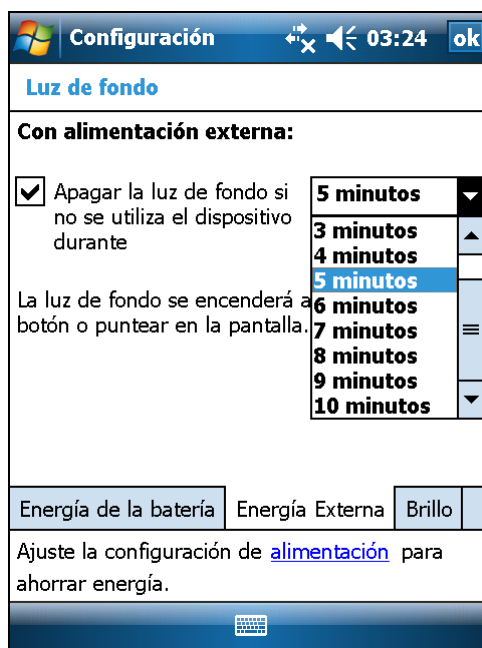 Configuración 03:24 ok
Luz de fondo
Con alimentación externa:
Apagar la luz de fondo si
no se utiliza el dispositivo
durante
5 minutos
3 minutos
4 minutos
5 minutos
6 minutos
7 minutos
8 minutos
9 minutos
10 minutos
La luz de fondo se encenderá a
botón o puntear en la pantalla.
Energía de la batería Energía Externa Brillo
Ajuste la configuración de alimentación para
ahorrar energía.